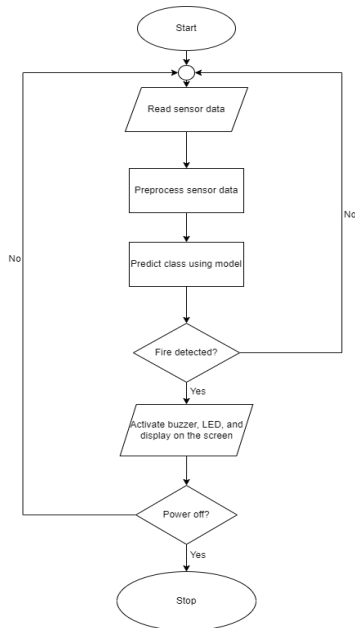 Start
Read sensor data
Preprocess sensor data
Predict class using model
No
No
Fire detected?
Yes
Activate buzzer, LED, and
display on the screen
Power off?
Yes
Stop